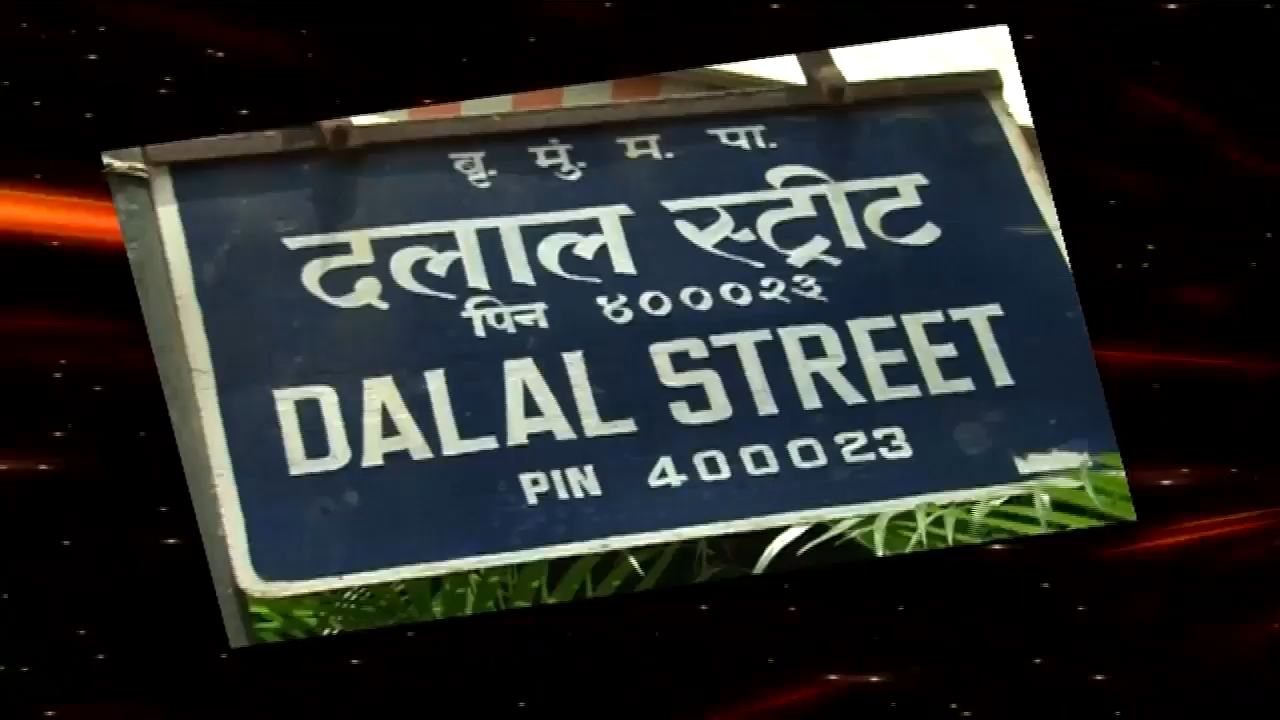 बृ. मुं. म. पा.
दलाल स्ट्रीट
पिन ४०००२३
DALAL STREET
PIN 400023